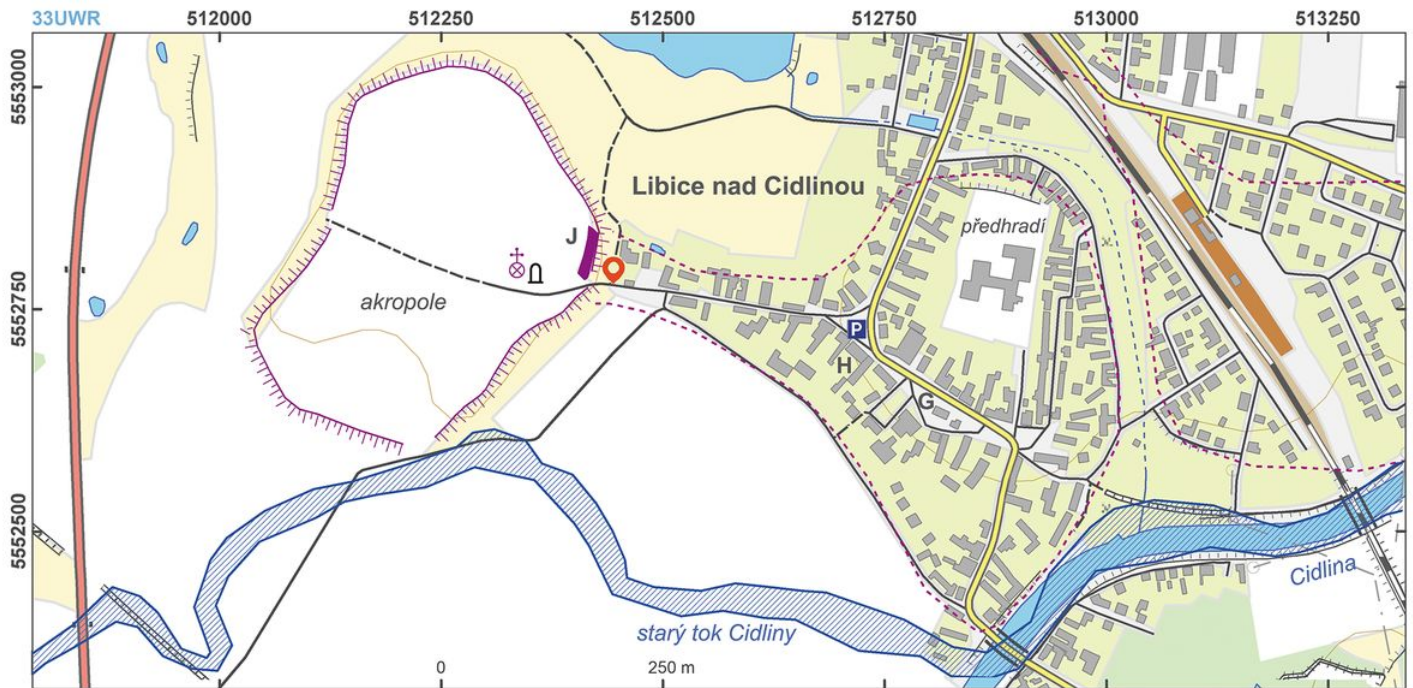 33UWR
512000
512250
512500
512750
513000
513250
5553000
5552750
5552500
Libice nad Cidlinou
předhradí
J
akropole
P
H
G
Cidlina
starý tok Cidliny
0
250 m